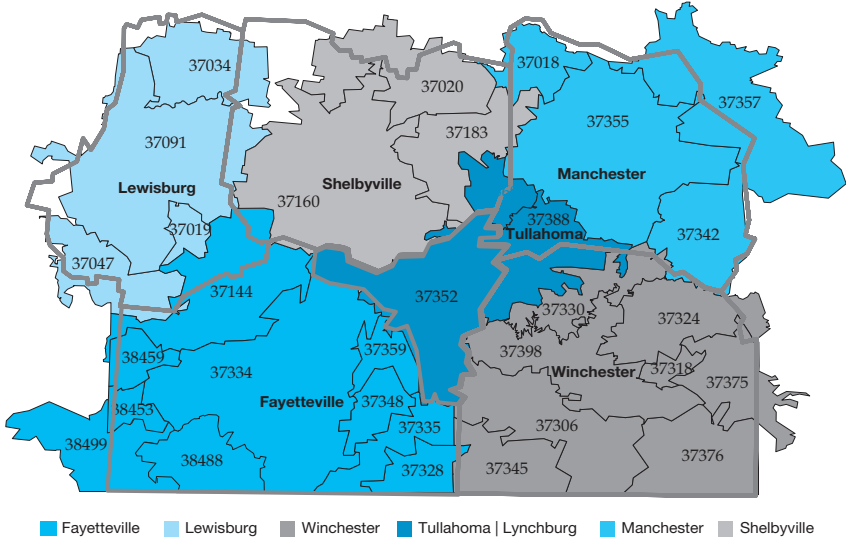 37034
37018
37020
37357
37355
37183
37091
Manchester
Shelbyville
Lewisburg
37160
37388
37019
Tullahoma
37342
37047
37144
37352
37330
37324
37359
37398
38459
37334
Winchester
37318
37375
Fayetteville
37348
38453
37335
37306
38499
38488
37328
37345
37376
Fayetteville
Lewisburg
Winchester
Tullahoma | Lynchburg
Manchester
Shelbyville